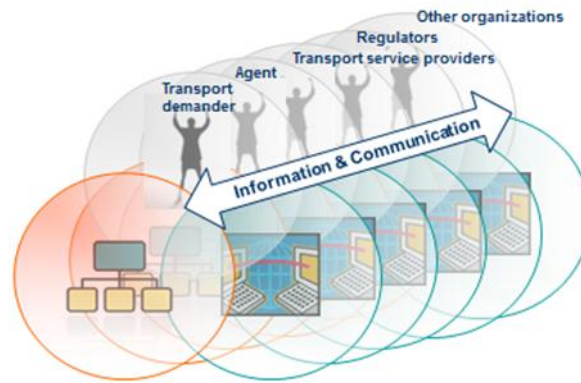 Other organizations
Regulators
Transport service providers
Agent
Transport
demander
Information & Communication